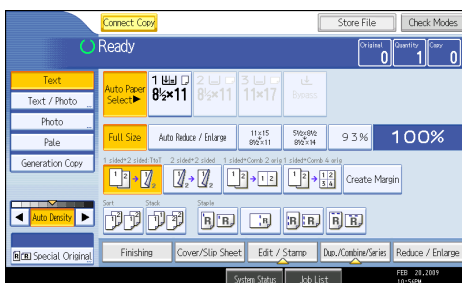 Connect Copy
Store File
Check Modes
Ready
Original
0
Quantity
0
Copy
0
Text
Text / Photo
Photo
Pale
Generation Copy
Auto Density
Special Original
Auto Paper
Select▶
1
8½×11
2
8½×11
3
11×17
Bypass
Full Size
Auto Reduce / Enlarge
11×15
8½×11
5½×8½
8½×14
93%
100%
1 sided→2 sided:TtoT
2 sided→2 sided
1 sided→Comb 2 orig
1 sided→Comb 4 orig
Create Margin
Sort
Stack
Staple
Finishing
Cover/Slip Sheet
Edit / Stamp
Dup./Combine/Series
Reduce / Enlarge
System Status
Job List
FEB 28,2009
10:56PM